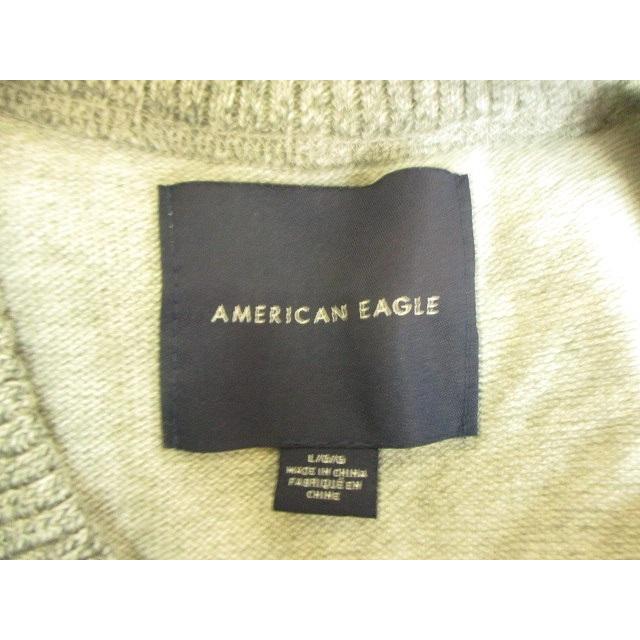 AMERICAN EAGLE
L/G/G
MADE IN CHINA
FABRIQUÉ EN
CHINE